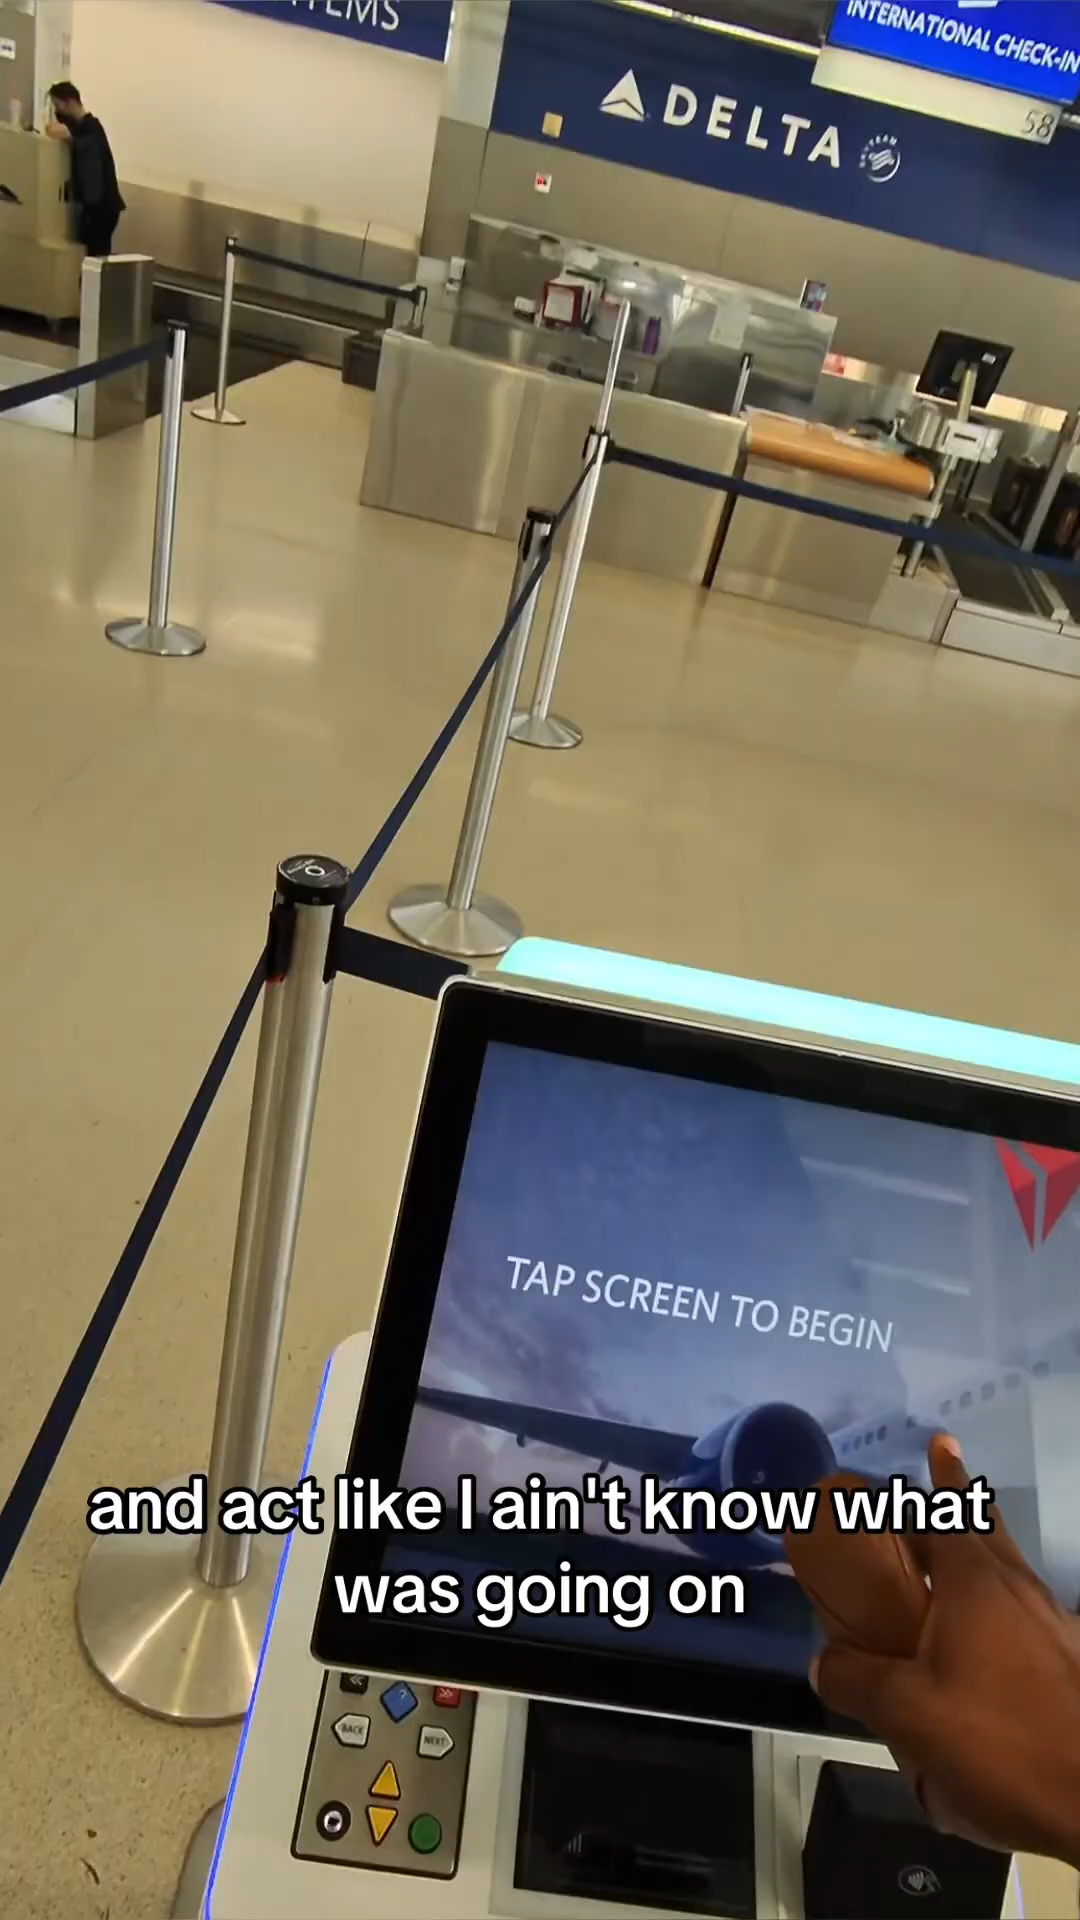 INTERNATIONAL CHECK-IN
DELTA
SKYTEAM
58
TAP SCREEN TO BEGIN
and act like I ain't know what
was going on
<<
?
>>
BACK
NEXT